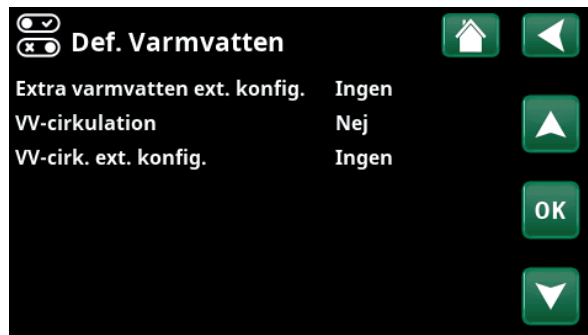 Def. Varmvatten
Extra varmvatten ext. konfig. Ingen
VV-cirkulation Nej
VV-cirk. ext. konfig. Ingen
OK